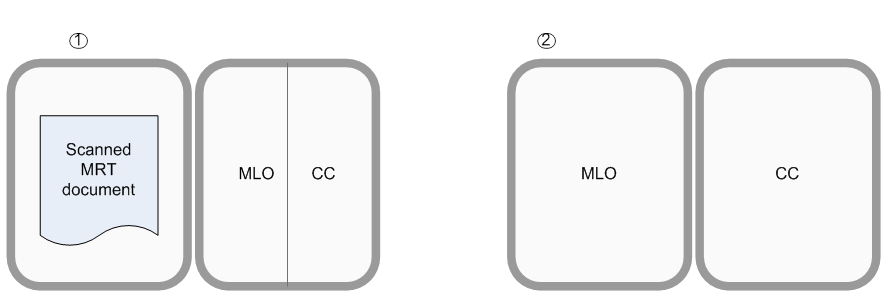 ①
②
Scanned
MRT
document
MLO
CC
MLO
CC